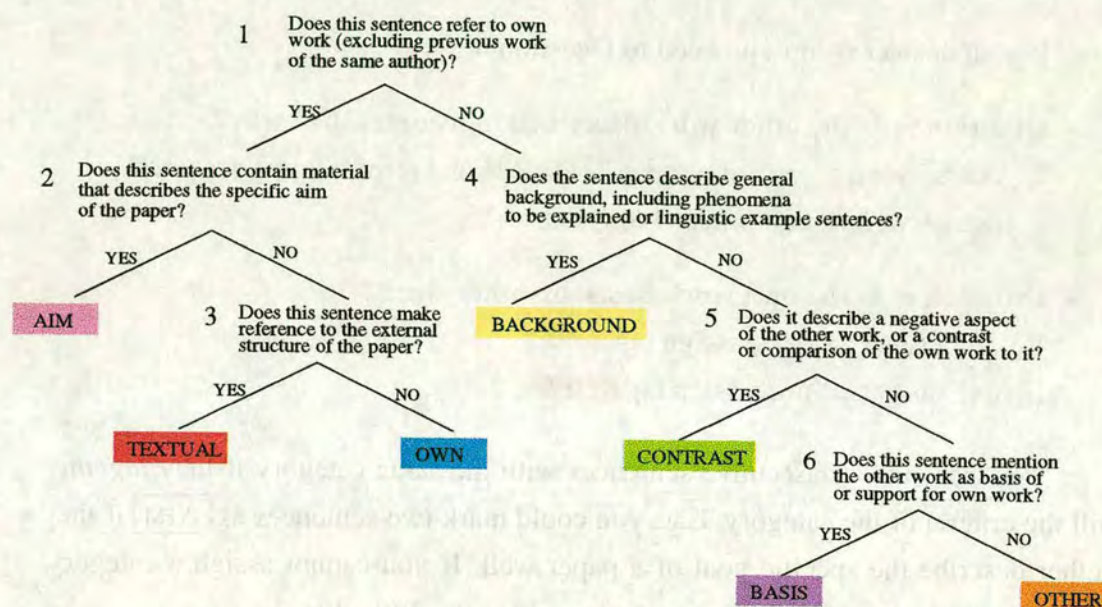 1 Does this sentence refer to own
work (excluding previous work
of the same author)?
YES NO
2 Does this sentence contain material
that describes the specific aim
of the paper?
4 Does the sentence describe general
background, including phenomena
to be explained or linguistic example sentences?
YES NO
YES NO
AIM
3 Does this sentence make
reference to the external
structure of the paper?
BACKGROUND
5 Does it describe a negative aspect
of the other work, or a contrast
or comparison of the own work to it?
YES NO
YES NO
TEXTUAL
OWN
CONTRAST
6 Does this sentence mention
the other work as basis of
or support for own work?
YES NO
BASIS
OTHER